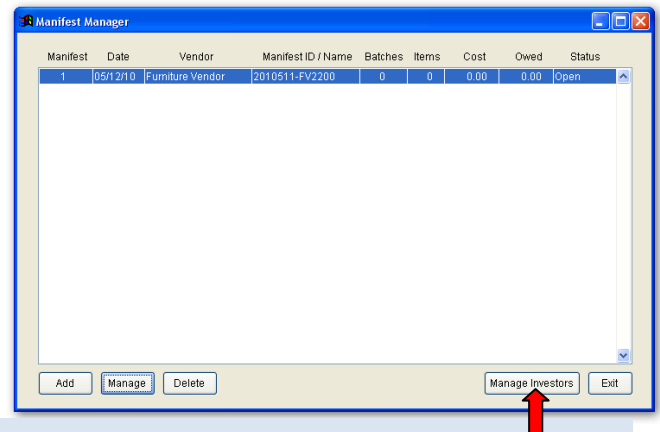 Manifest Manager
Manifest Date Vendor Manifest ID / Name Batches Items Cost Owed Status
1 05/12/10 Furniture Vendor 2010511-FV2200 0 0 0.00 0.00 Open
Add Manage Delete Manage Investors Exit